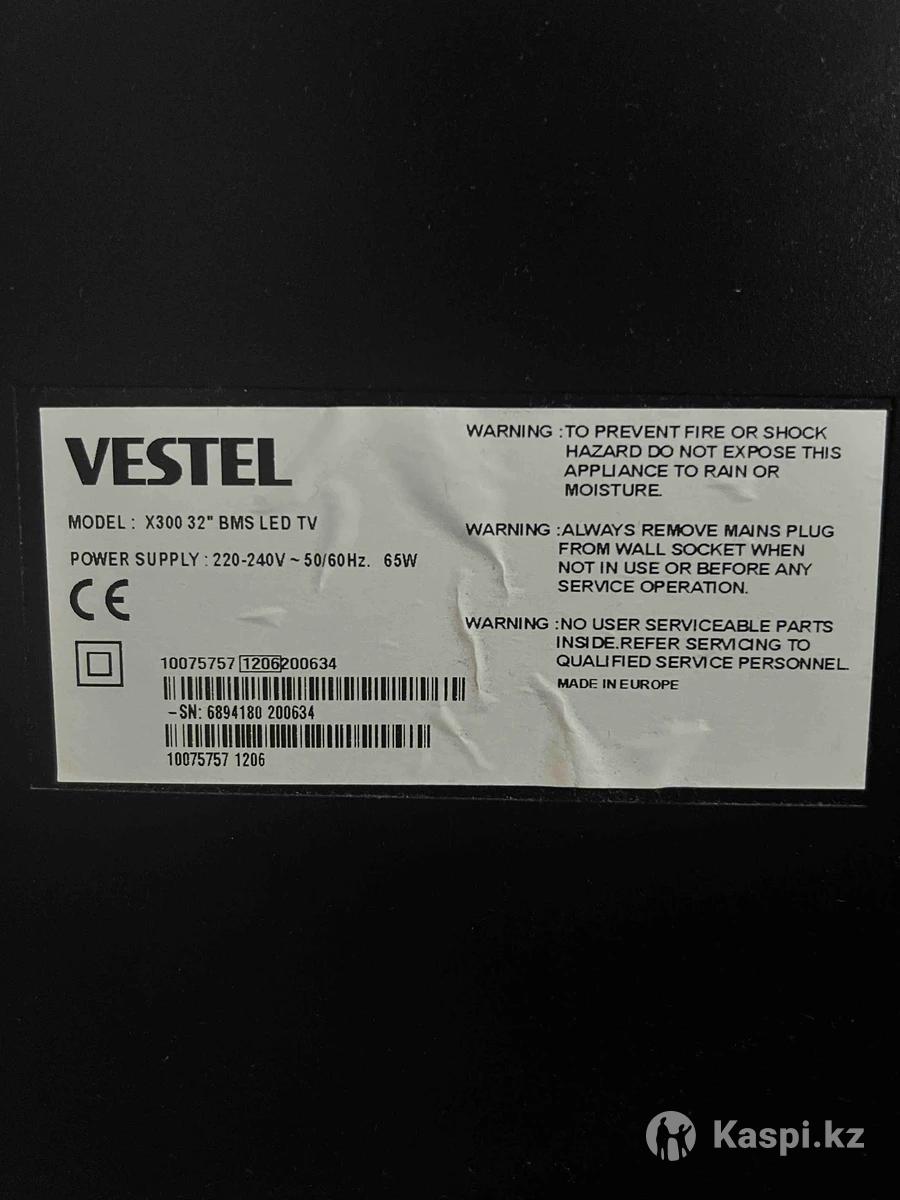 VESTEL
MODEL : X300 32" BMS LED TV
POWER SUPPLY : 220-240V ~ 50/60Hz. 65W
CE
10075757 1206200634
-SN: 6894180 200634
10075757 1206
WARNING :TO PREVENT FIRE OR SHOCK
HAZARD DO NOT EXPOSE THIS
APPLIANCE TO RAIN OR
MOISTURE.
WARNING :ALWAYS REMOVE MAINS PLUG
FROM WALL SOCKET WHEN
NOT IN USE OR BEFORE ANY
SERVICE OPERATION.
WARNING :NO USER SERVICEABLE PARTS
INSIDE.REFER SERVICING TO
QUALIFIED SERVICE PERSONNEL.
MADE IN EUROPE
Kaspi.kz